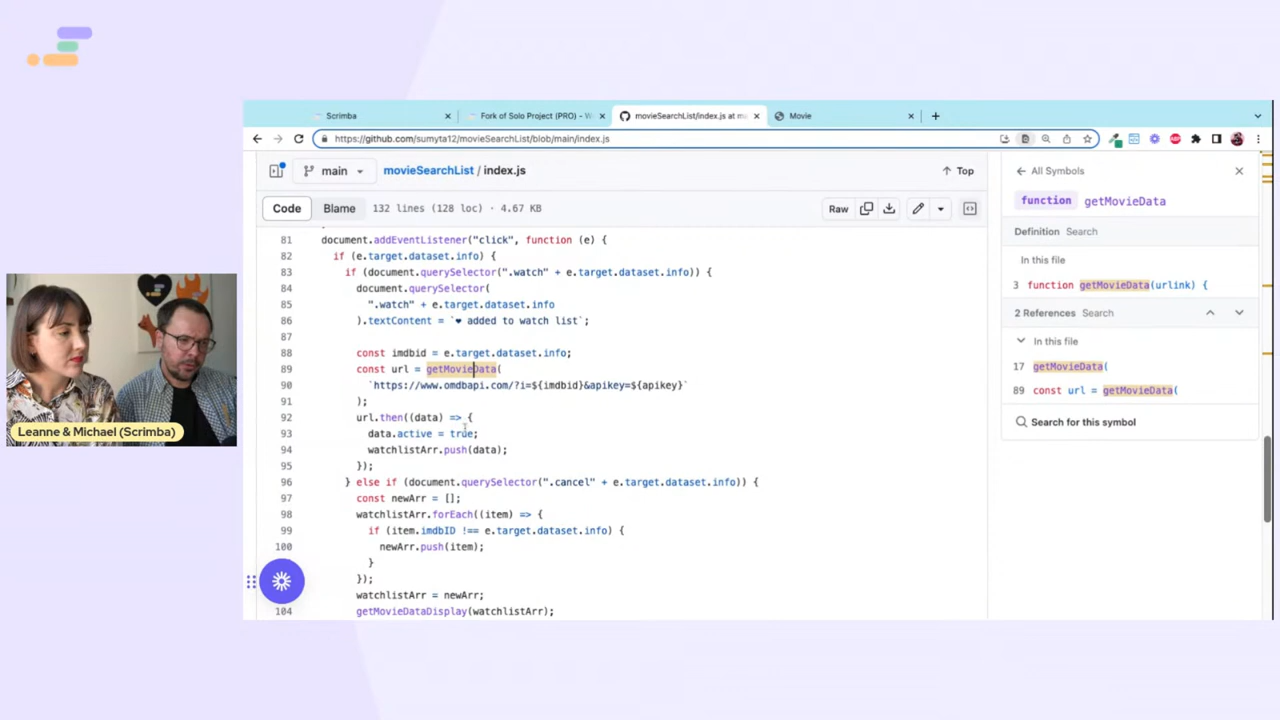 Scrimba
Fork of Solo Project (PRO) - W
movieSearchList/index.js at ma
Movie
https://github.com/sumyta12/movieSearchList/blob/main/index.js
main
movieSearchList / index.js
Top
Code
Blame
132 lines (128 loc) · 4.67 KB
Raw
81 document.addEventListener("click", function (e) {
82 if (e.target.dataset.info) {
83 if (document.querySelector(".watch" + e.target.dataset.info)) {
84 document.querySelector(
85 ".watch" + e.target.dataset.info
86 ).textContent = `❤ added to watch list`;
87
88 const imdbid = e.target.dataset.info;
89 const url = getMovieData(
90 `https://www.omdbapi.com/?i=${imdbid}&apikey=${apikey}`
91 );
92 url.then((data) => {
93 data.active = true;
94 watchlistArr.push(data);
95 });
96 } else if (document.querySelector(".cancel" + e.target.dataset.info)) {
97 const newArr = [];
98 watchlistArr.forEach((item) => {
99 if (item.imdbID !== e.target.dataset.info) {
100 newArr.push(item);
}
});
watchlistArr = newArr;
104 getMovieDataDisplay(watchlistArr);
All Symbols
function getMovieData
Definition Search
In this file
3 function getMovieData(urlink) {
2 References Search
In this file
17 getMovieData(
89 const url = getMovieData(
Search for this symbol
Leanne & Michael (Scrimba)